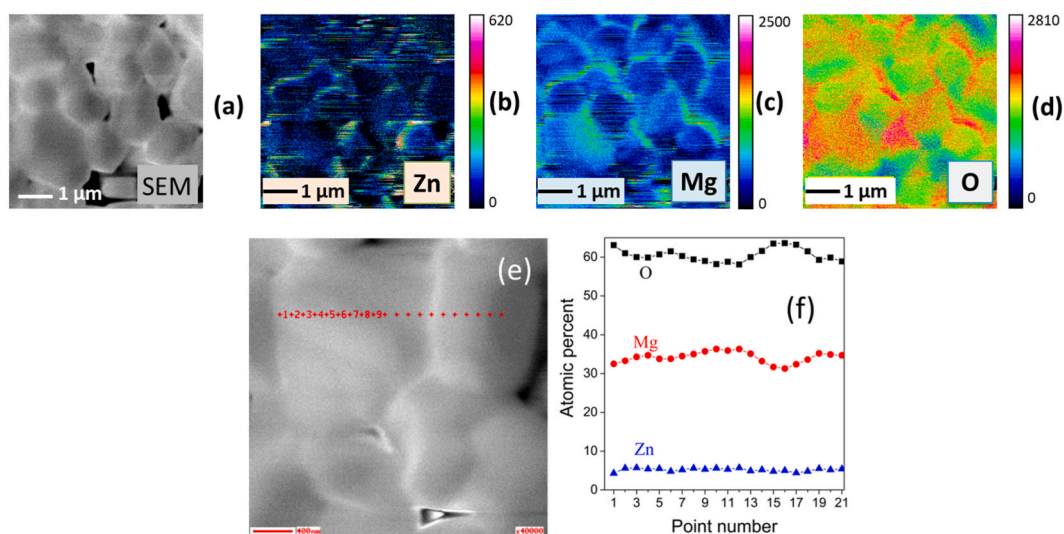 620
2500
2810
(a)
(b)
(c)
(d)
1 µm
SEM
1 µm
Zn
0
1 µm
Mg
0
1 µm
O
0
(e)
+1+2+3+4+5+6+7+8+9+
400nm
x40000
(f)
60
50
40
30
20
10
0
Atomic percent
O
Mg
Zn
1 3 5 7 9 11 13 15 17 19 21
Point number